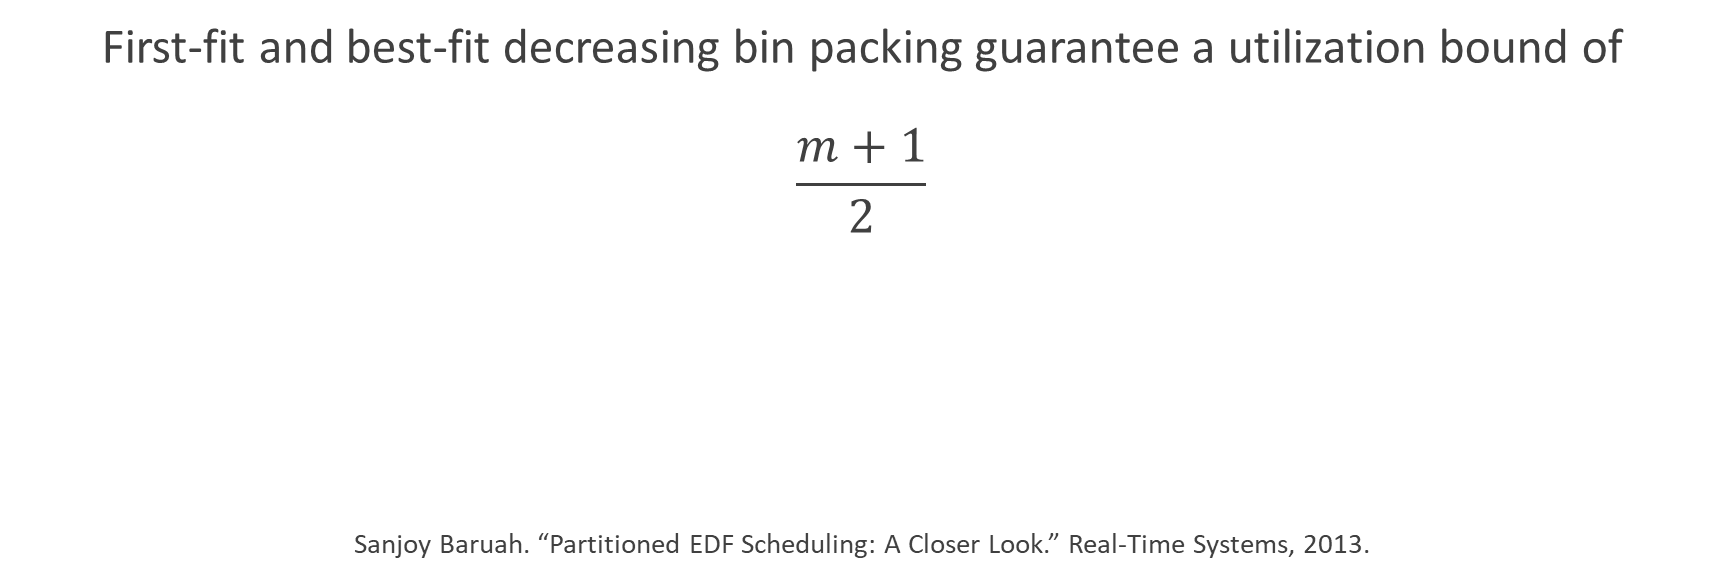 First-fit and best-fit decreasing bin packing guarantee a utilization bound of
m + 1
2
Sanjoy Baruah. “Partitioned EDF Scheduling: A Closer Look.” Real-Time Systems, 2013.